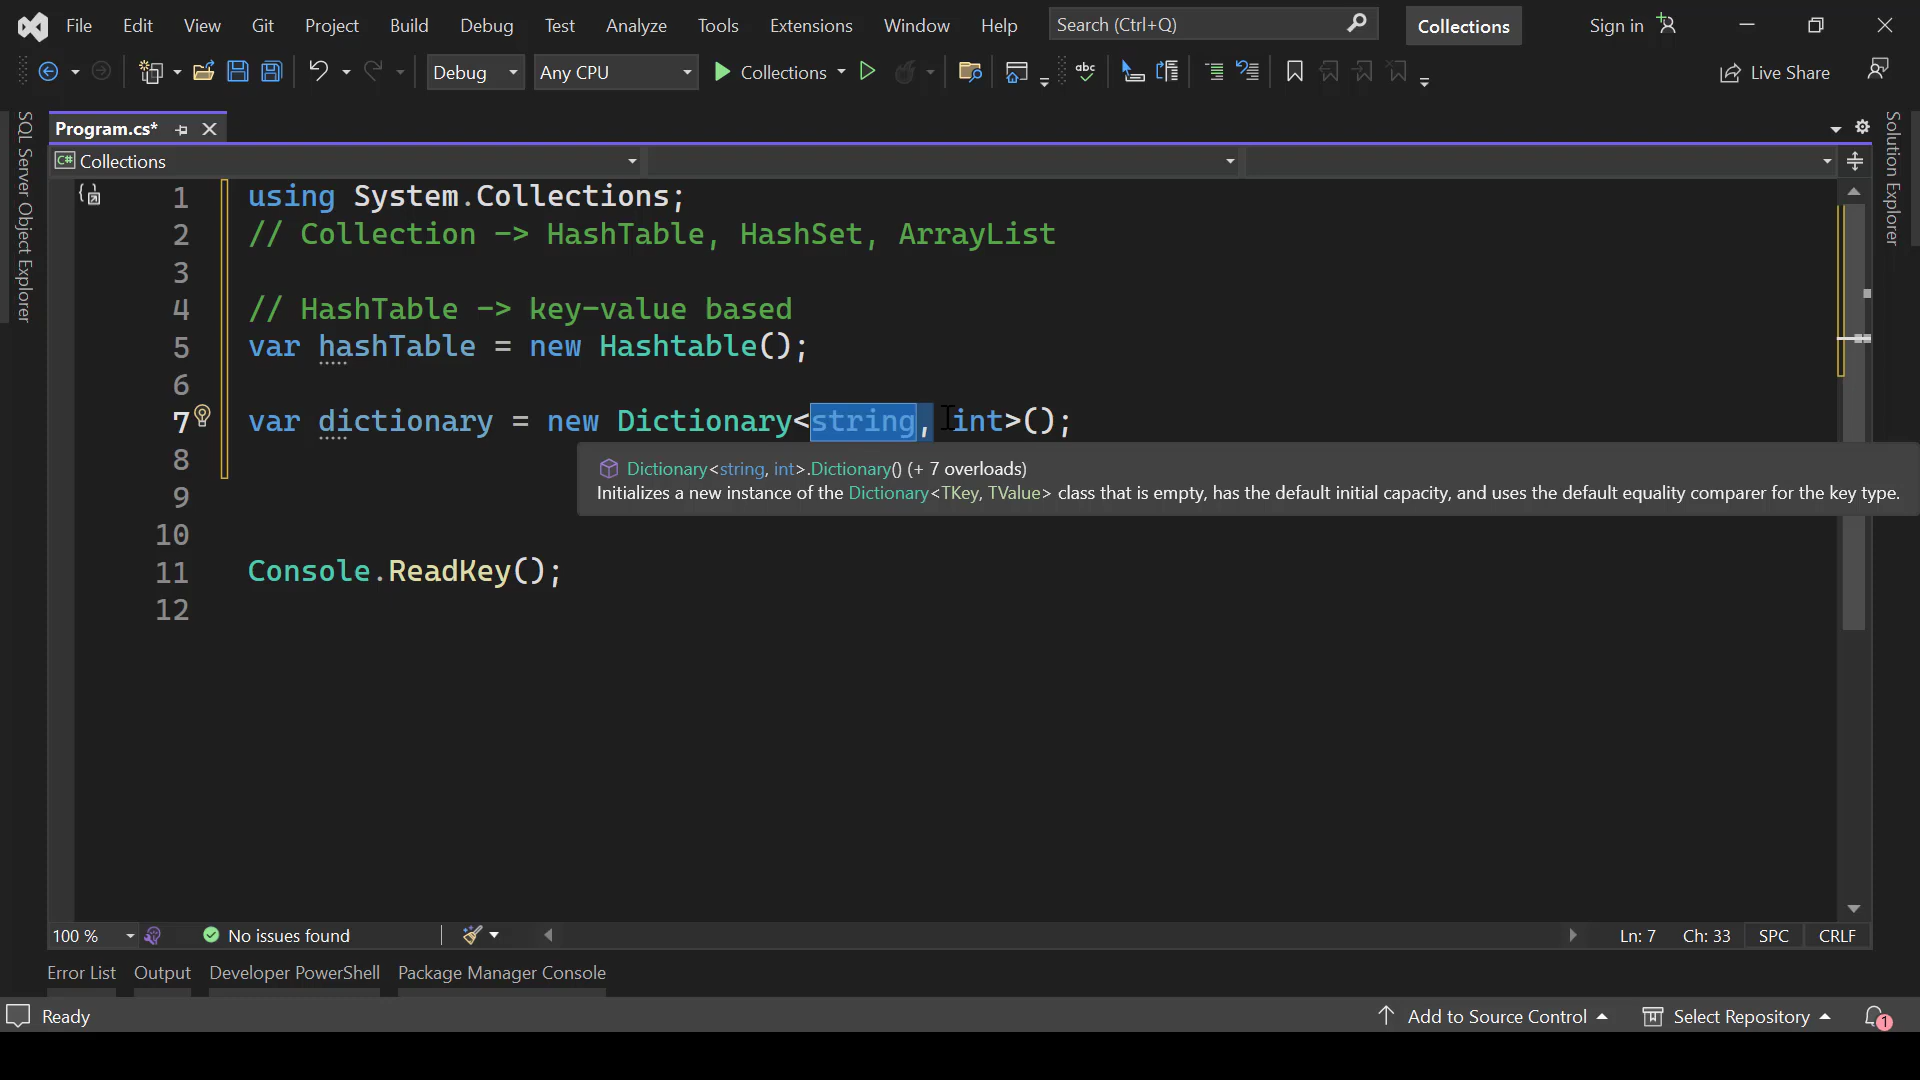 File Edit View Git Project Build Debug Test Analyze Tools Extensions Window Help Search (Ctrl+Q) Collections Sign in
Debug Any CPU Collections abc Live Share
SQL Server Object Explorer
Program.cs*
Solution Explorer
C# Collections
1 using System.Collections;
2 // Collection -> HashTable, HashSet, ArrayList
3
4 // HashTable -> key-value based
5 var hashTable = new Hashtable();
6
7 var dictionary = new Dictionary<string, int>();
8
Dictionary<string, int>.Dictionary() (+ 7 overloads)
Initializes a new instance of the Dictionary<TKey, TValue> class that is empty, has the default initial capacity, and uses the default equality comparer for the key type.
9
10
11 Console.ReadKey();
12
100 % No issues found Ln: 7 Ch: 33 SPC CRLF
Error List Output Developer PowerShell Package Manager Console
Ready Add to Source Control Select Repository 1